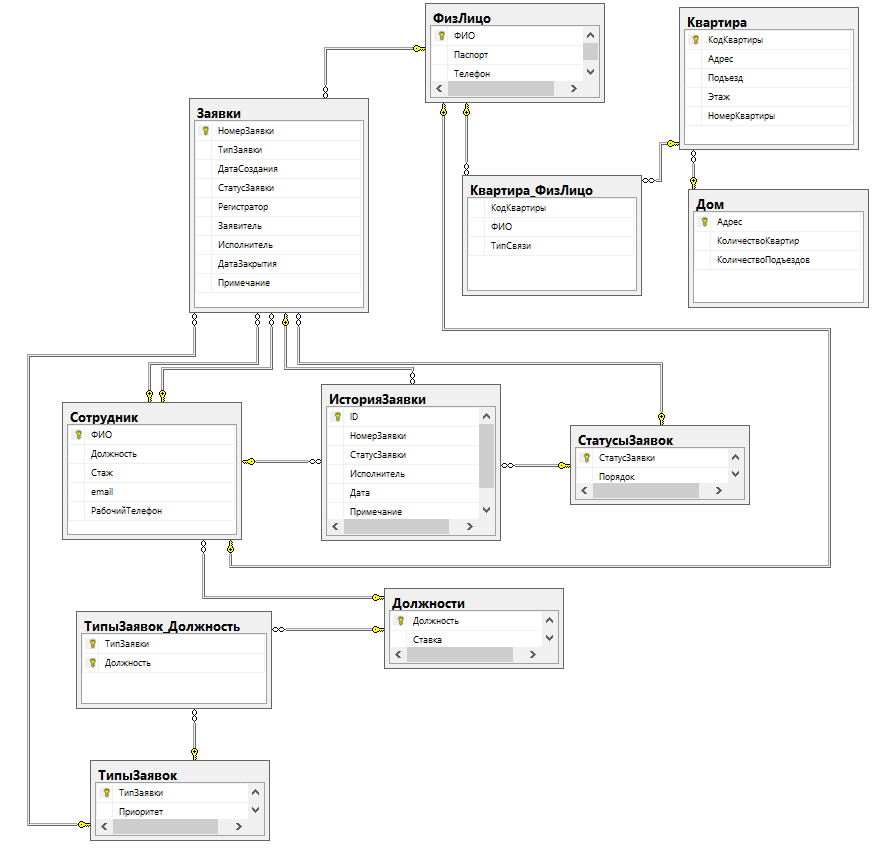 ФизЛицо
ФИО
Паспорт
Телефон
Квартира
КодКвартиры
Адрес
Подъезд
Этаж
НомерКвартиры
Заявки
НомерЗаявки
ТипЗаявки
ДатаСоздания
СтатусЗаявки
Регистратор
Заявитель
Исполнитель
ДатаЗакрытия
Примечание
Квартира_ФизЛицо
КодКвартиры
ФИО
ТипСвязи
Дом
Адрес
КоличествоКвартир
КоличествоПодъездов
Сотрудник
ФИО
Должность
Стаж
email
РабочийТелефон
ИсторияЗаявки
ID
НомерЗаявки
СтатусЗаявки
Исполнитель
Дата
Примечание
СтатусыЗаявок
СтатусЗаявки
Порядок
Должности
Должность
Ставка
ТипыЗаявок_Должность
ТипЗаявки
Должность
ТипыЗаявок
ТипЗаявки
Приоритет